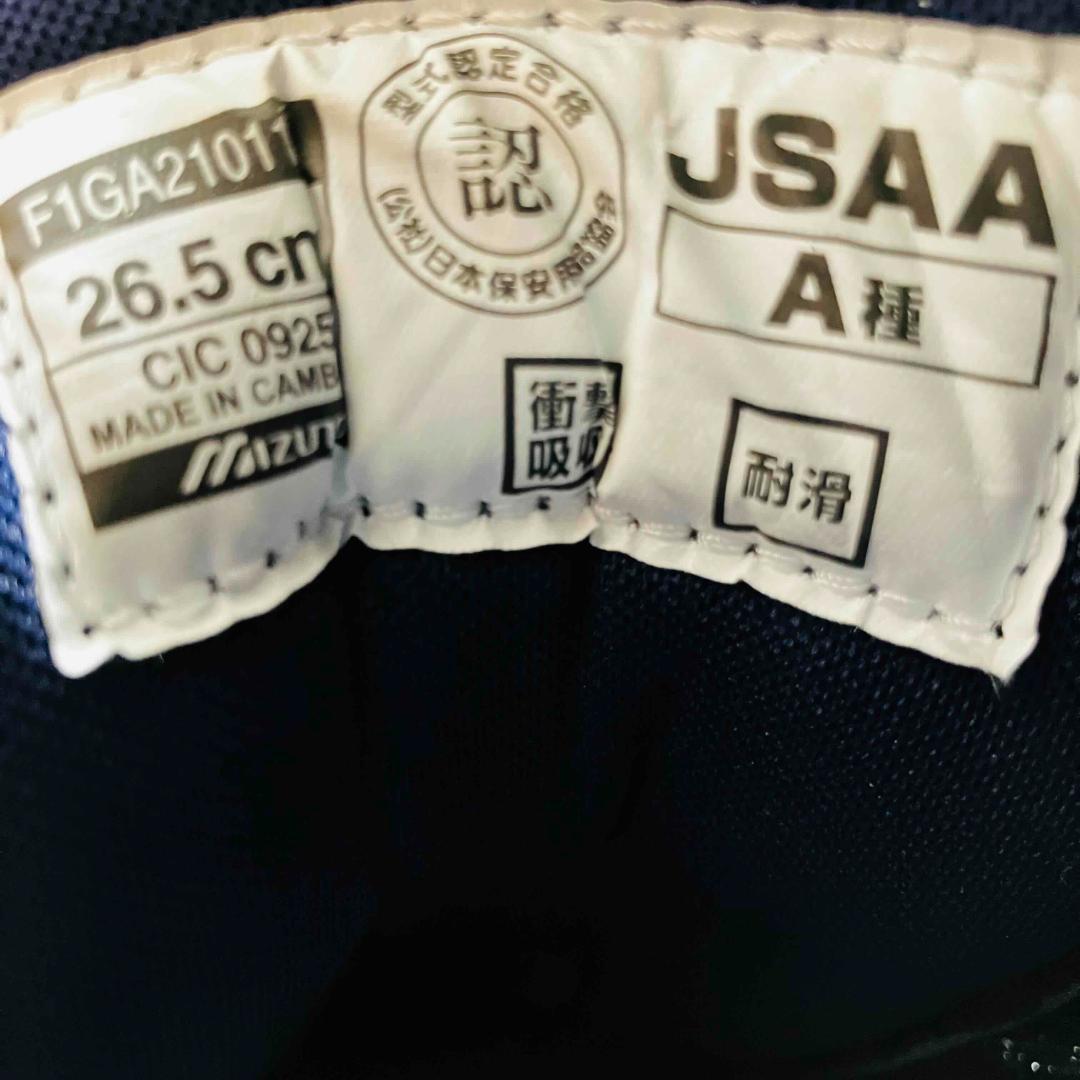 F1GA21011
26.5 cm
CIC 0925
MADE IN CAMB
MIZUNO
型式認定合格
認
(公社)日本保安用品協会
衝撃
吸収
JSAA
A種
耐滑